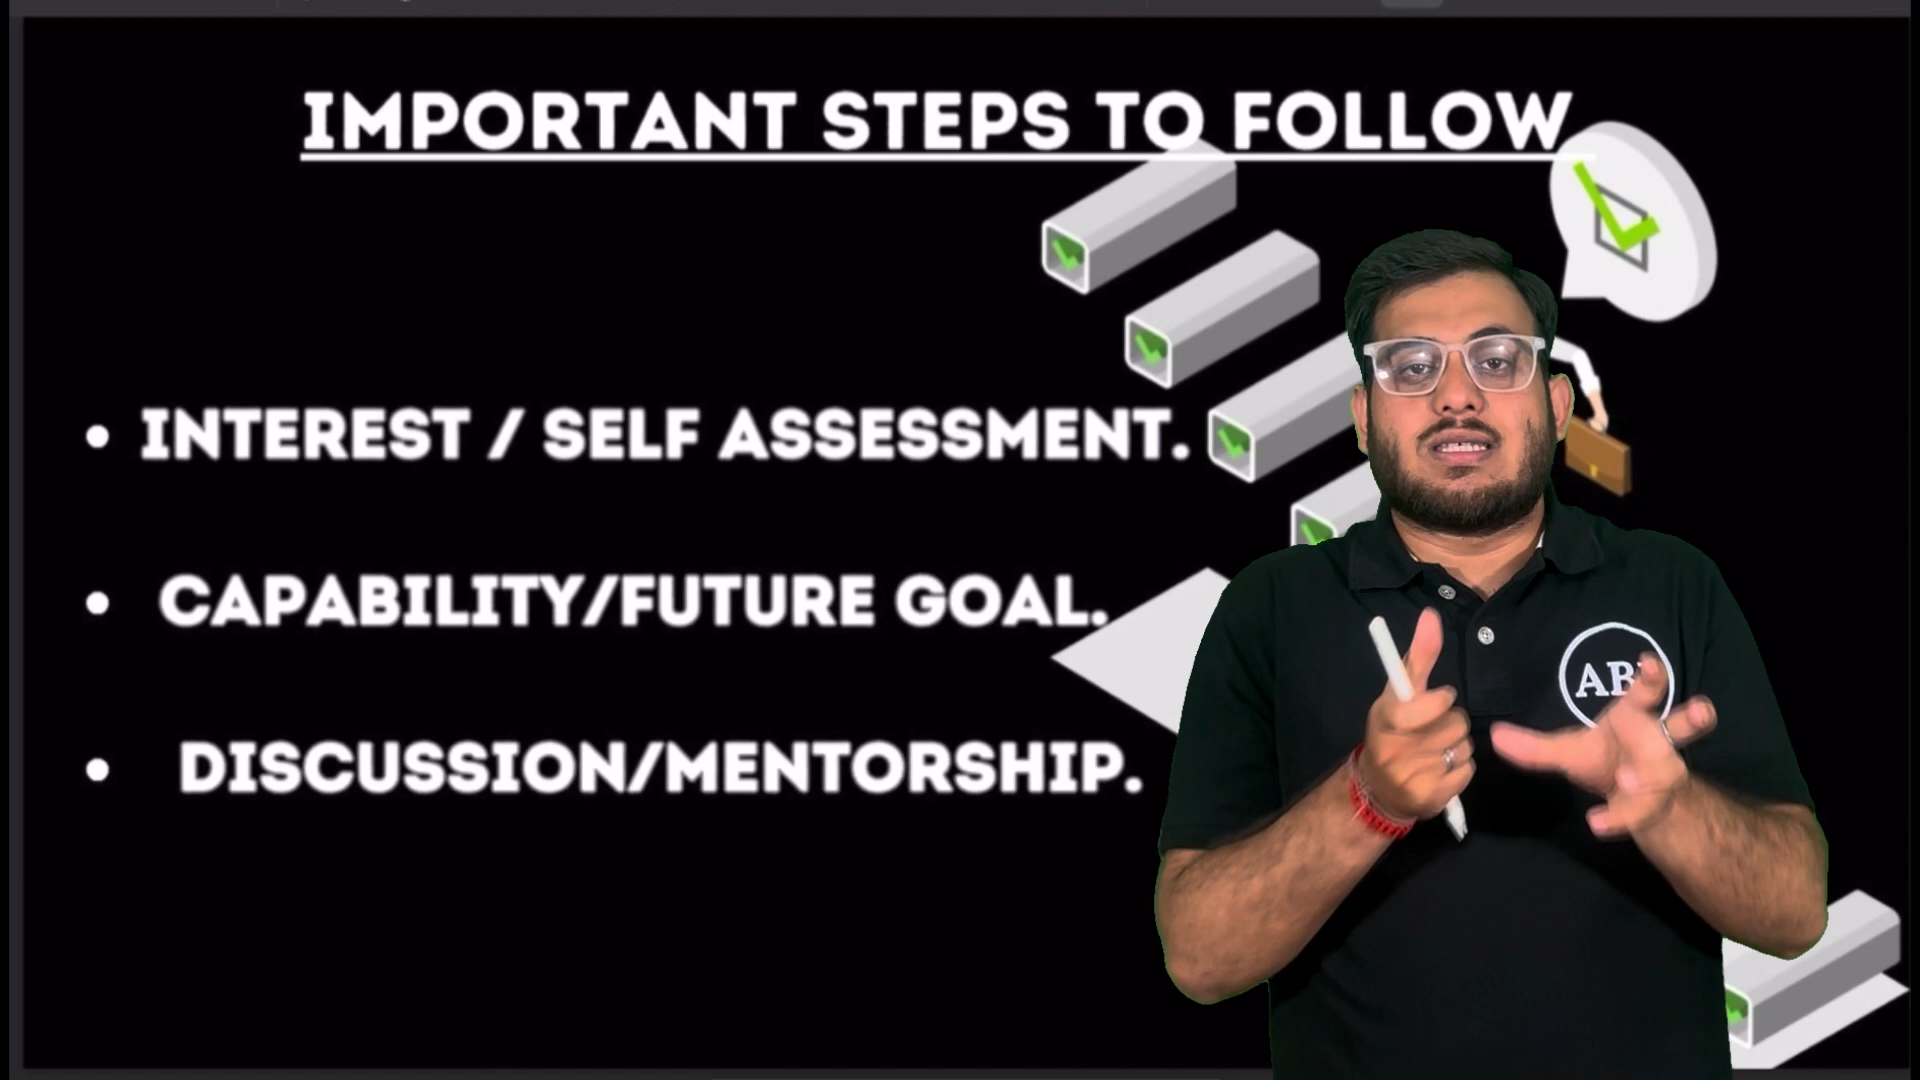 IMPORTANT STEPS TO FOLLOW
• INTEREST / SELF ASSESSMENT.
• CAPABILITY/FUTURE GOAL.
• DISCUSSION/MENTORSHIP.